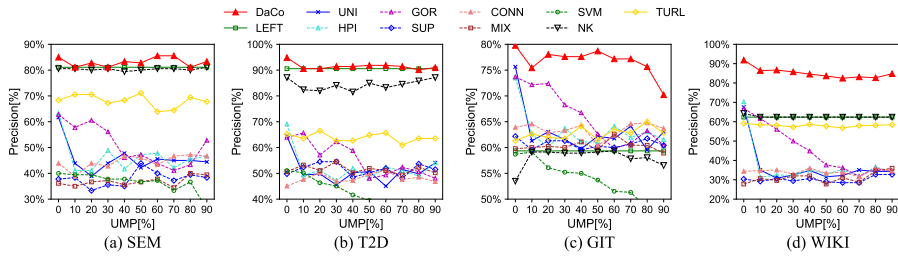 DaCo UNI GOR CONN SVM TURL
LEFT HPI SUP MIX NK
90%
80%
70%
60%
50%
40%
30%
Precision[%]
0 10 20 30 40 50 60 70 80 90
UMP[%]
(a) SEM
100%
90%
80%
70%
60%
50%
40%
Precision[%]
0 10 20 30 40 50 60 70 80 90
UMP[%]
(b) T2D
80%
75%
70%
65%
60%
55%
50%
Precision[%]
0 10 20 30 40 50 60 70 80 90
UMP[%]
(c) GIT
100%
90%
80%
70%
60%
50%
40%
30%
20%
Precision[%]
0 10 20 30 40 50 60 70 80 90
UMP[%]
(d) WIKI